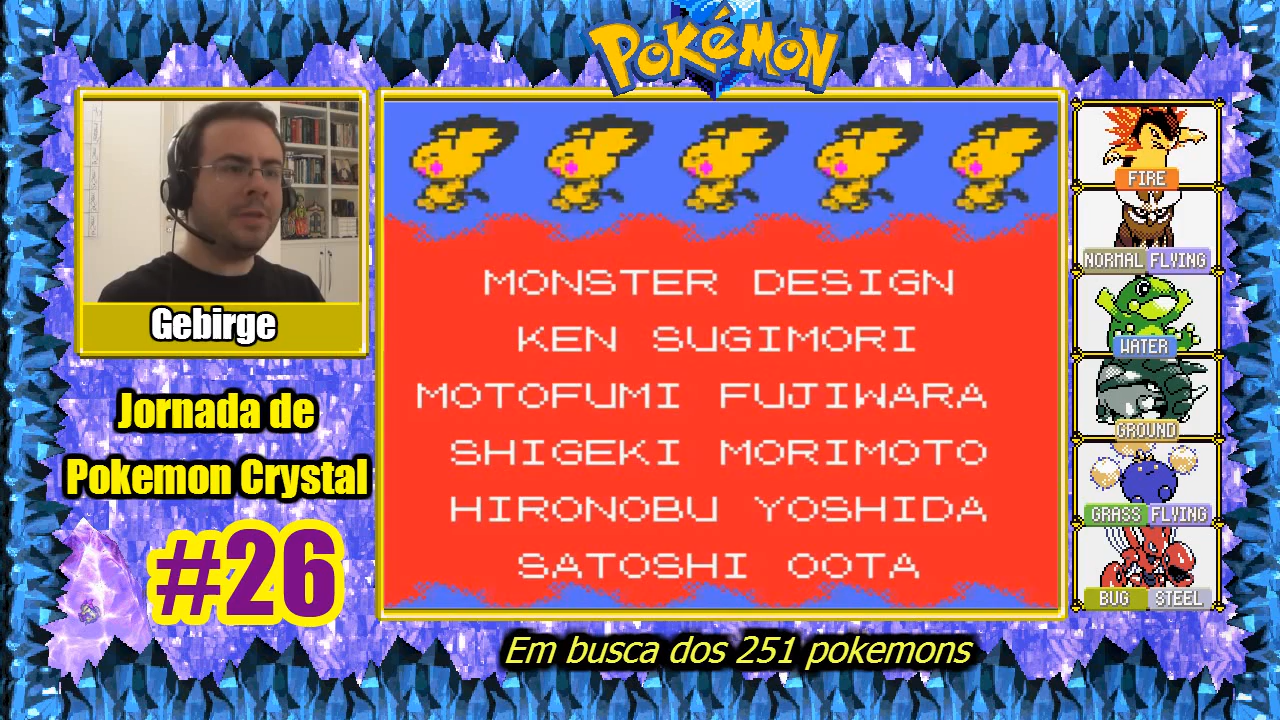 POKÉMON
Gebirge
Jornada de
Pokemon Crystal
#26
MONSTER DESIGN
KEN SUGIMORI
MOTOFUMI FUJIWARA
SHIGEKI MORIMOTO
HIRONOBU YOSHIDA
SATOSHI OOTA
FIRE
NORMAL FLYING
WATER
GROUND
GRASS FLYING
BUG STEEL
Em busca dos 251 pokemons